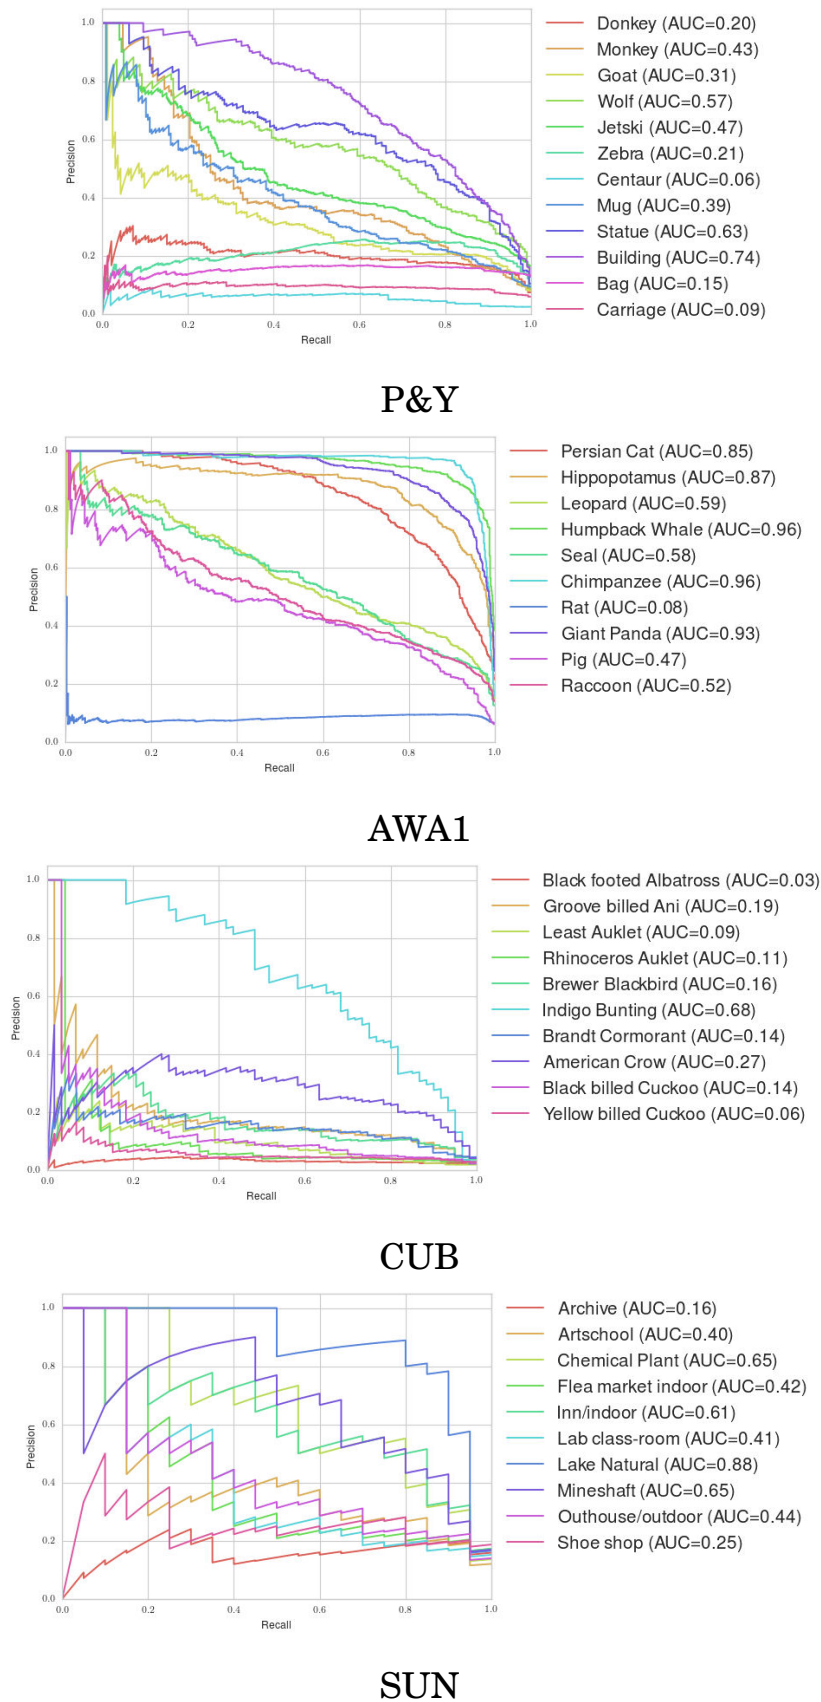 1.0
0.8
0.6
0.4
0.2
0.0
Precision
0.0 0.2 0.4 0.6 0.8 1.0
Recall
Donkey (AUC=0.20)
Monkey (AUC=0.43)
Goat (AUC=0.31)
Wolf (AUC=0.57)
Jetski (AUC=0.47)
Zebra (AUC=0.21)
Centaur (AUC=0.06)
Mug (AUC=0.39)
Statue (AUC=0.63)
Building (AUC=0.74)
Bag (AUC=0.15)
Carriage (AUC=0.09)
P&Y
1.0
0.8
0.6
0.4
0.2
0.0
Precision
0.0 0.2 0.4 0.6 0.8 1.0
Recall
Persian Cat (AUC=0.85)
Hippopotamus (AUC=0.87)
Leopard (AUC=0.59)
Humpback Whale (AUC=0.96)
Seal (AUC=0.58)
Chimpanzee (AUC=0.96)
Rat (AUC=0.08)
Giant Panda (AUC=0.93)
Pig (AUC=0.47)
Raccoon (AUC=0.52)
AWA1
1.0
0.8
0.6
0.4
0.2
0.0
Precision
0.0 0.2 0.4 0.6 0.8 1.0
Recall
Black footed Albatross (AUC=0.03)
Groove billed Ani (AUC=0.19)
Least Auklet (AUC=0.09)
Rhinoceros Auklet (AUC=0.11)
Brewer Blackbird (AUC=0.16)
Indigo Bunting (AUC=0.68)
Brandt Cormorant (AUC=0.14)
American Crow (AUC=0.27)
Black billed Cuckoo (AUC=0.14)
Yellow billed Cuckoo (AUC=0.06)
CUB
1.0
0.8
0.6
0.4
0.2
0.0
Precision
0.0 0.2 0.4 0.6 0.8 1.0
Recall
Archive (AUC=0.16)
Artschool (AUC=0.40)
Chemical Plant (AUC=0.65)
Flea market indoor (AUC=0.42)
Inn/indoor (AUC=0.61)
Lab class-room (AUC=0.41)
Lake Natural (AUC=0.88)
Mineshaft (AUC=0.65)
Outhouse/outdoor (AUC=0.44)
Shoe shop (AUC=0.25)
SUN